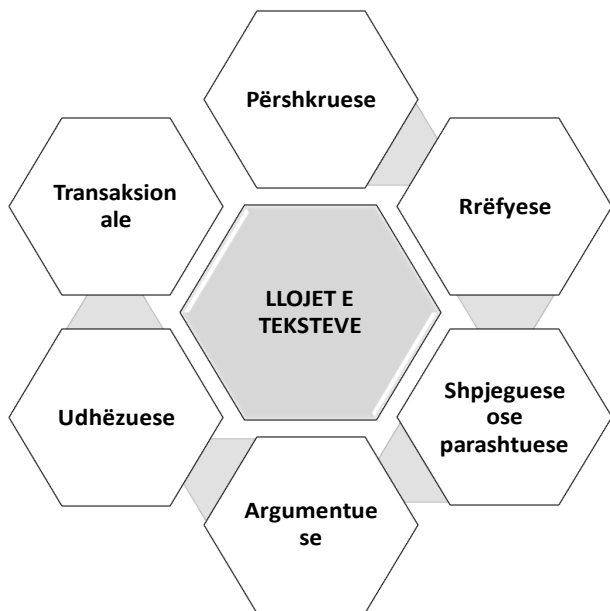 Përshkruese
Transaksion
ale
Rrëfyese
LLOJET E
TEKSTEVE
Udhëzuese
Shpjeguese
ose
parashtuese
Argumentue
se